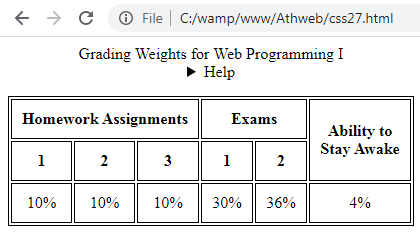 File C:/wamp/www/Athweb/css27.html
Grading Weights for Web Programming I
Help
Homework Assignments Exams Ability to
Stay Awake
1 2 3 1 2
10% 10% 10% 30% 36% 4%